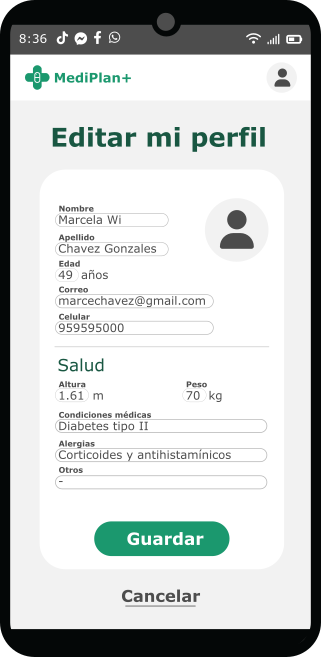 8:36
MediPlan+
Editar mi perfil
Nombre
Marcela Wi
Apellido
Chavez Gonzales
Edad
49 años
Correo
marcechavez@gmail.com
Celular
959595000
Salud
Altura Peso
1.61 m 70 kg
Condiciones médicas
Diabetes tipo II
Alergias
Corticoides y antihistamínicos
Otros
-
Guardar
Cancelar